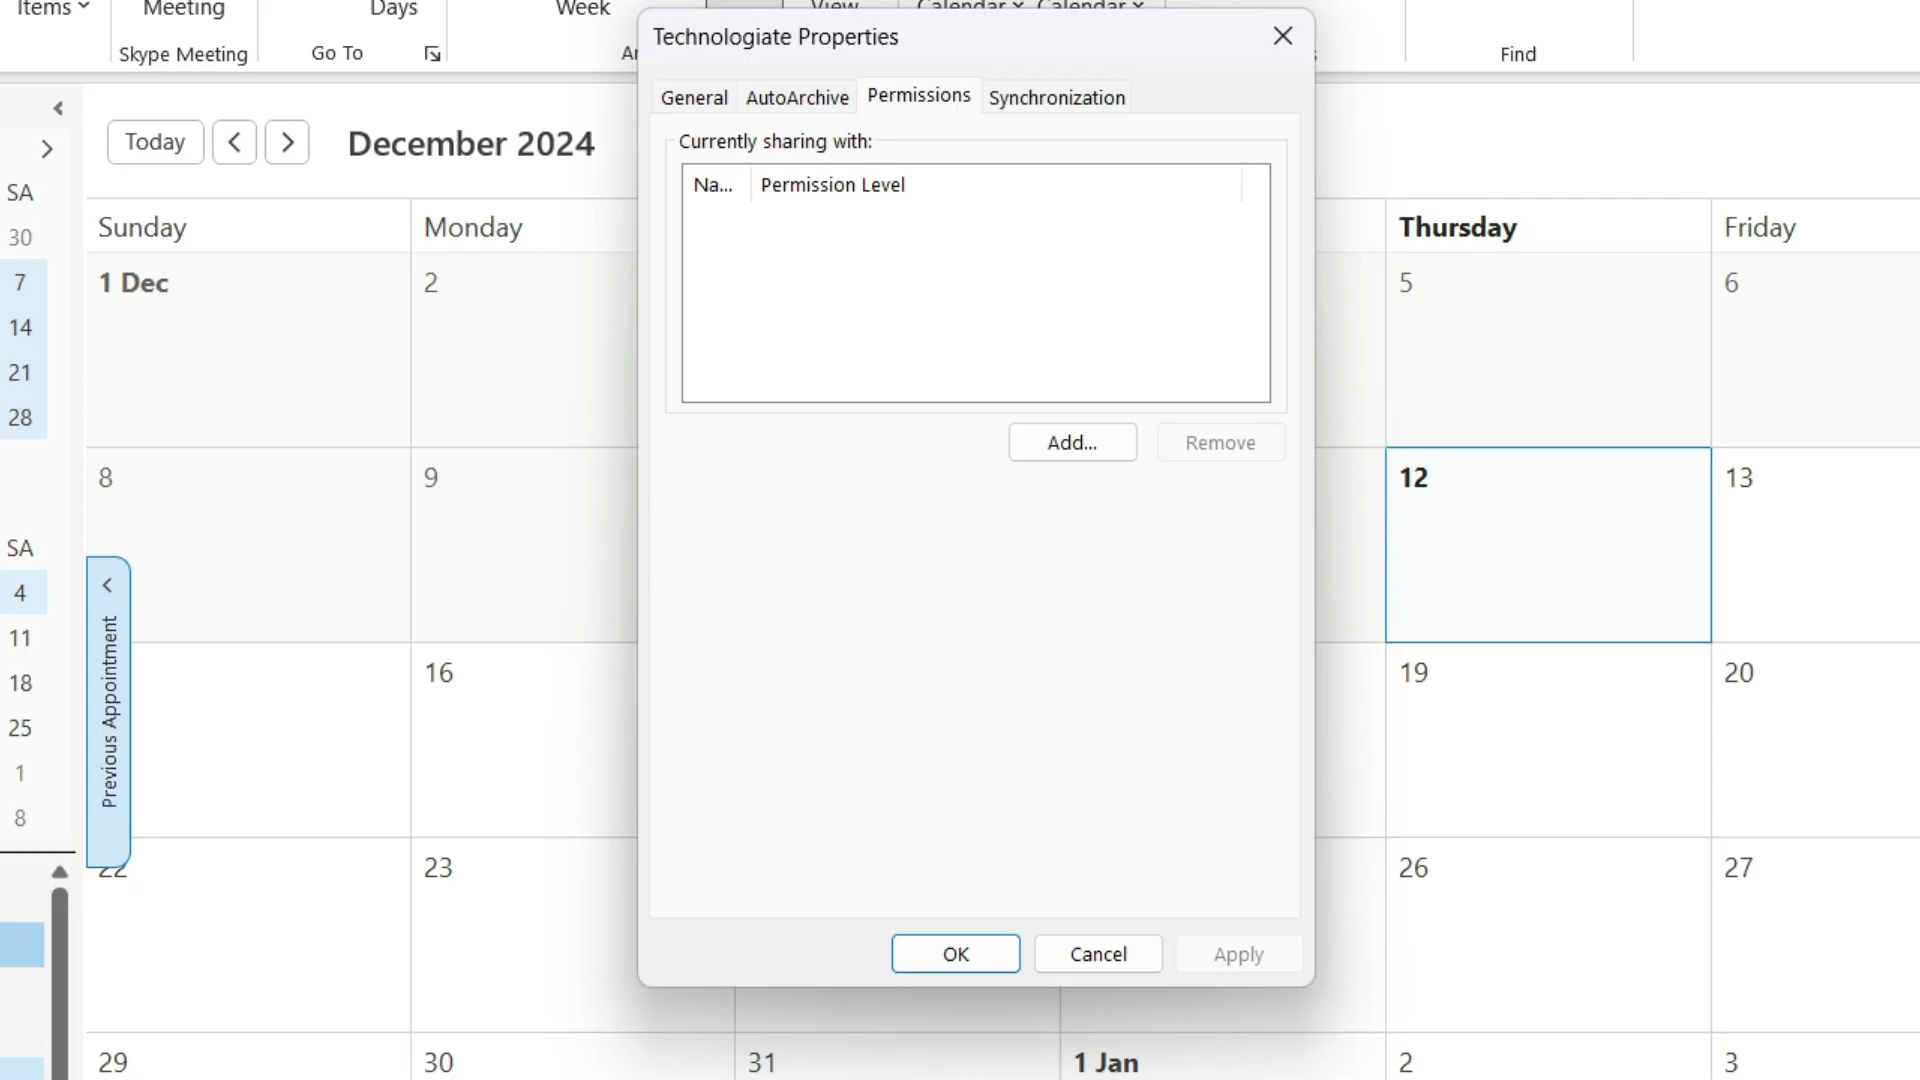 Items
Meeting
Days
Week
View
Calendar
Calendar
Skype Meeting
Go To
Find
Technologiate Properties
General
AutoArchive
Permissions
Synchronization
Currently sharing with:
Na...
Permission Level
Add...
Remove
OK
Cancel
Apply
Today
December 2024
Sunday
Monday
Thursday
Friday
1 Dec
2
5
6
8
9
12
13
16
19
20
22
23
26
27
29
30
31
1 Jan
2
3
Previous Appointment
SA
30
7
14
21
28
SA
4
11
18
25
1
8